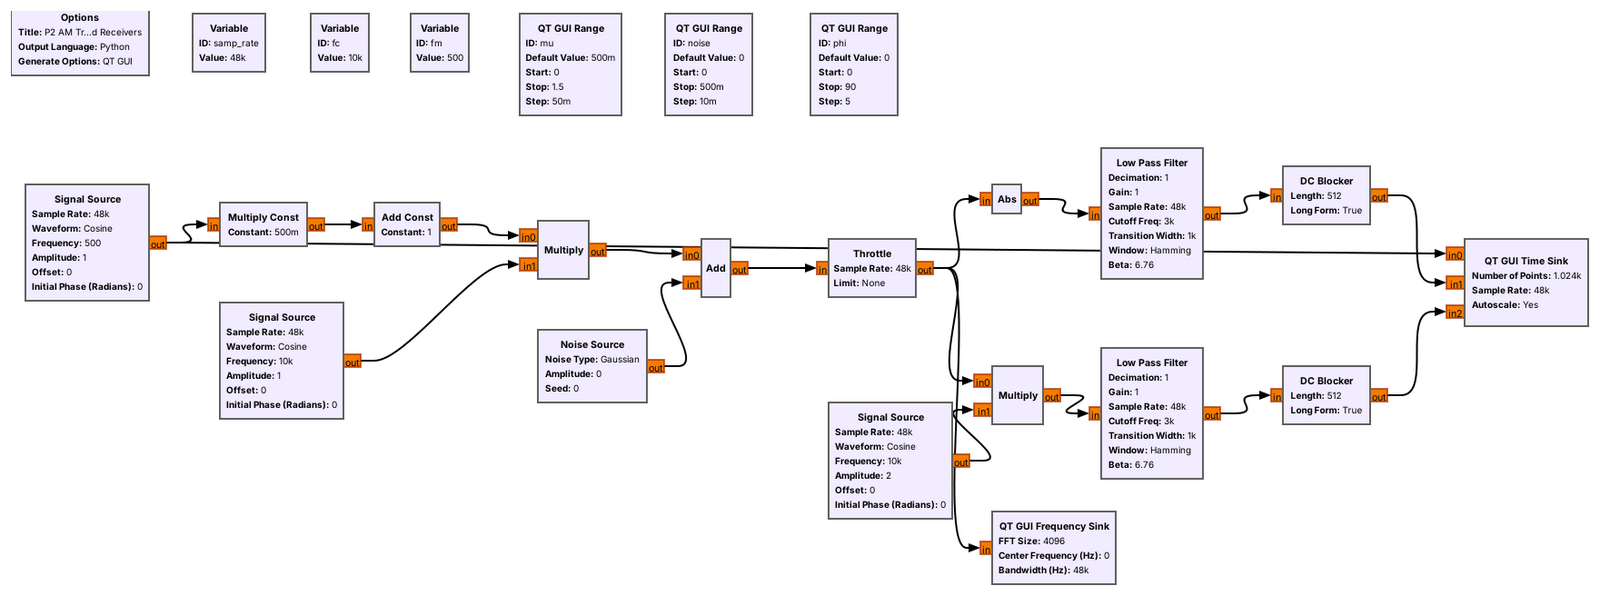 Options
Title: P2 AM Tr...d Receivers
Output Language: Python
Generate Options: QT GUI
Variable
ID: samp_rate
Value: 48k
Variable
ID: fc
Value: 10k
Variable
ID: fm
Value: 500
QT GUI Range
ID: mu
Default Value: 500m
Start: 0
Stop: 1.5
Step: 50m
QT GUI Range
ID: noise
Default Value: 0
Start: 0
Stop: 500m
Step: 10m
QT GUI Range
ID: phi
Default Value: 0
Start: 0
Stop: 90
Step: 5
Signal Source
Sample Rate: 48k
Waveform: Cosine
Frequency: 500
Amplitude: 1
Offset: 0
Initial Phase (Radians): 0
out
in
Multiply Const
Constant: 500m
out
in
Add Const
Constant: 1
out
Signal Source
Sample Rate: 48k
Waveform: Cosine
Frequency: 10k
Amplitude: 1
Offset: 0
Initial Phase (Radians): 0
out
in0
in1
Multiply
out
Noise Source
Noise Type: Gaussian
Amplitude: 0
Seed: 0
out
in0
in1
Add
out
in
Throttle
Sample Rate: 48k
Limit: None
out
in
Abs
out
in
Low Pass Filter
Decimation: 1
Gain: 1
Sample Rate: 48k
Cutoff Freq: 3k
Transition Width: 1k
Window: Hamming
Beta: 6.76
out
in
DC Blocker
Length: 512
Long Form: True
out
in0
in1
in2
QT GUI Time Sink
Number of Points: 1.024k
Sample Rate: 48k
Autoscale: Yes
Signal Source
Sample Rate: 48k
Waveform: Cosine
Frequency: 10k
Amplitude: 2
Offset: 0
Initial Phase (Radians): 0
out
in0
in1
Multiply
out
in
Low Pass Filter
Decimation: 1
Gain: 1
Sample Rate: 48k
Cutoff Freq: 3k
Transition Width: 1k
Window: Hamming
Beta: 6.76
out
in
DC Blocker
Length: 512
Long Form: True
out
in
QT GUI Frequency Sink
FFT Size: 4096
Center Frequency (Hz): 0
Bandwidth (Hz): 48k